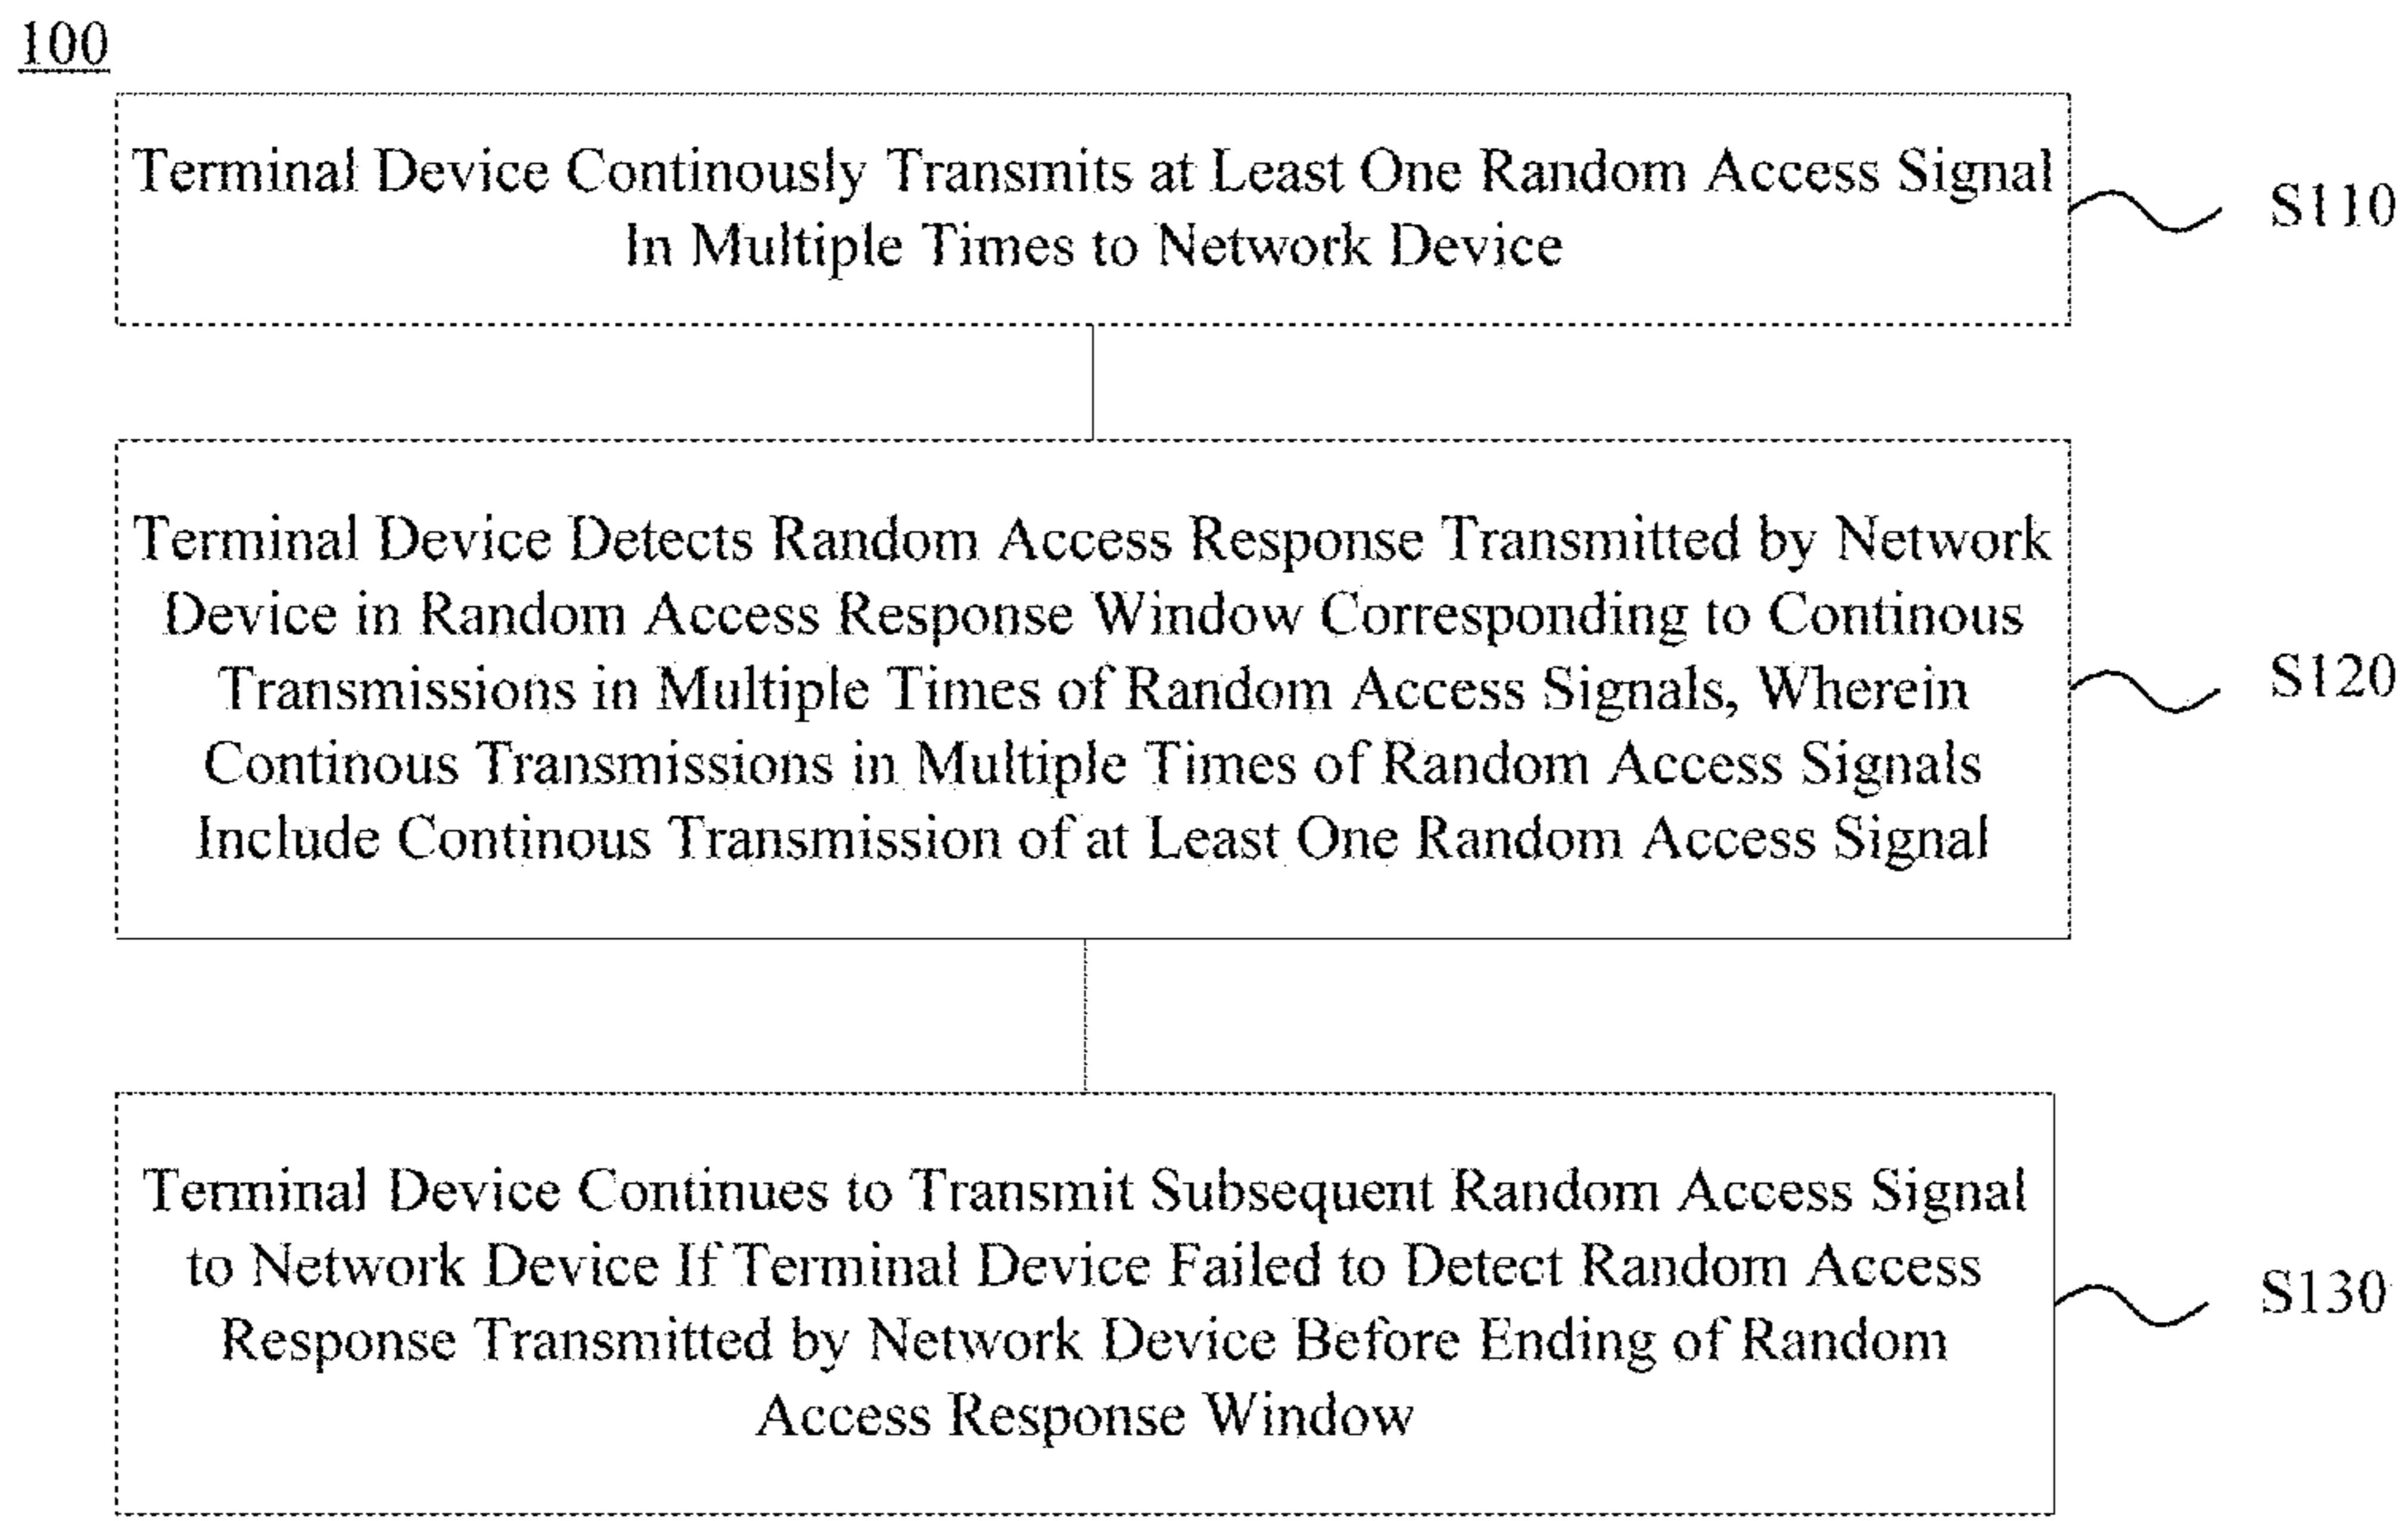 100
Terminal Device Continously Transmits at Least One Random Access Signal
In Multiple Times to Network Device
S110
Terminal Device Detects Random Access Response Transmitted by Network
Device in Random Access Response Window Corresponding to Continous
Transmissions in Multiple Times of Random Access Signals, Wherein
Continous Transmissions in Multiple Times of Random Access Signals
Include Continous Transmission of at Least One Random Access Signal
S120
Terminal Device Continues to Transmit Subsequent Random Access Signal
to Network Device If Terminal Device Failed to Detect Random Access
Response Transmitted by Network Device Before Ending of Random
Access Response Window
S130